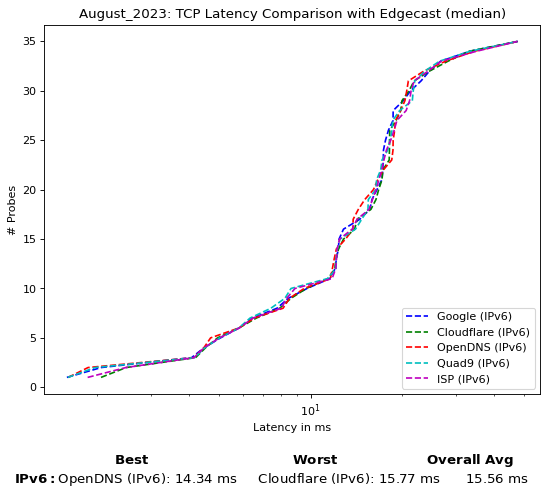 August_2023: TCP Latency Comparison with Edgecast (median)
# Probes
35
30
25
20
15
10
5
0
Google (IPv6)
Cloudflare (IPv6)
OpenDNS (IPv6)
Quad9 (IPv6)
ISP (IPv6)
10¹
Latency in ms
Best Worst Overall Avg
IPv6: OpenDNS (IPv6): 14.34 ms Cloudflare (IPv6): 15.77 ms 15.56 ms